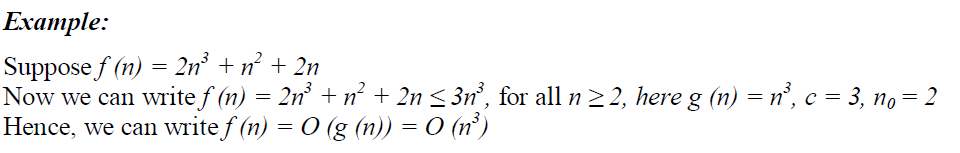 Example:
Suppose f (n) = 2n³ + n² + 2n
Now we can write f (n) = 2n³ + n² + 2n ≤ 3n³, for all n ≥ 2, here g (n) = n³, c = 3, n₀ = 2
Hence, we can write f (n) = O (g (n)) = O (n³)